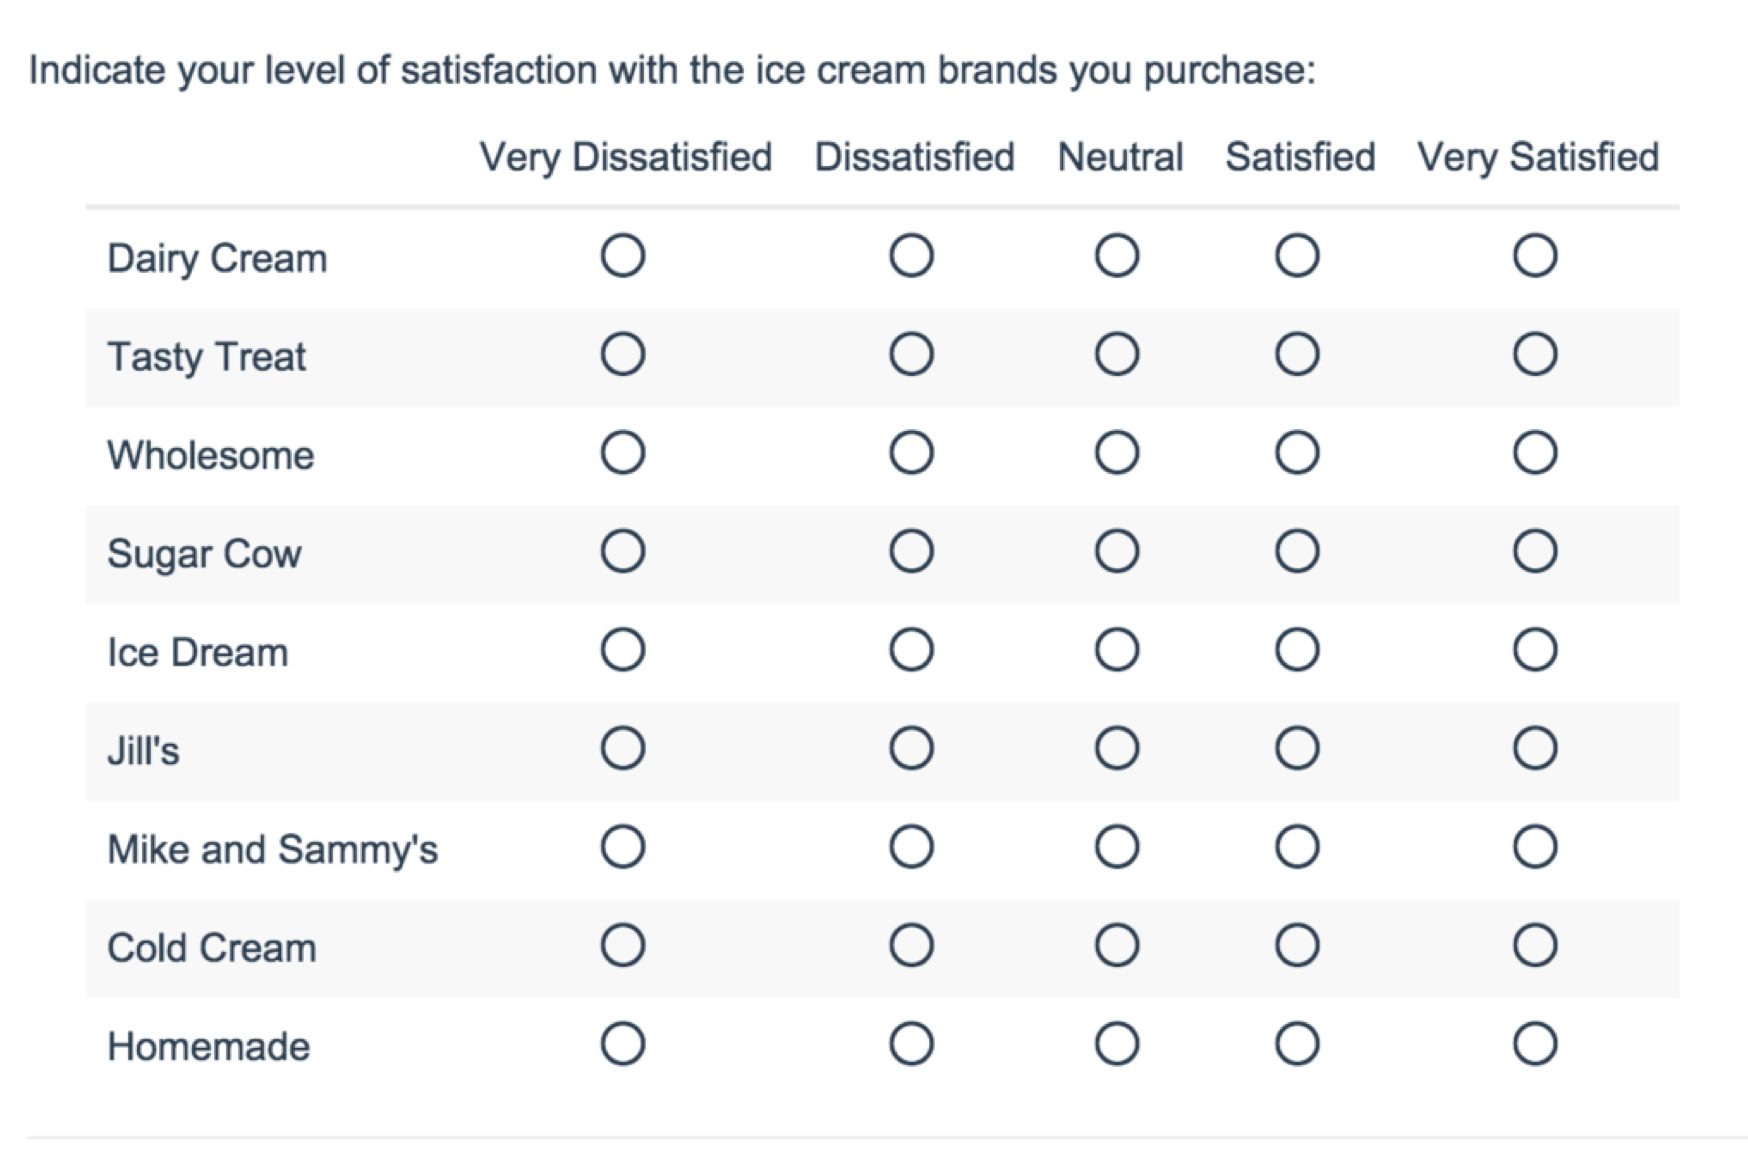 Indicate your level of satisfaction with the ice cream brands you purchase:
Very Dissatisfied Dissatisfied Neutral Satisfied Very Satisfied
Dairy Cream
Tasty Treat
Wholesome
Sugar Cow
Ice Dream
Jill's
Mike and Sammy's
Cold Cream
Homemade